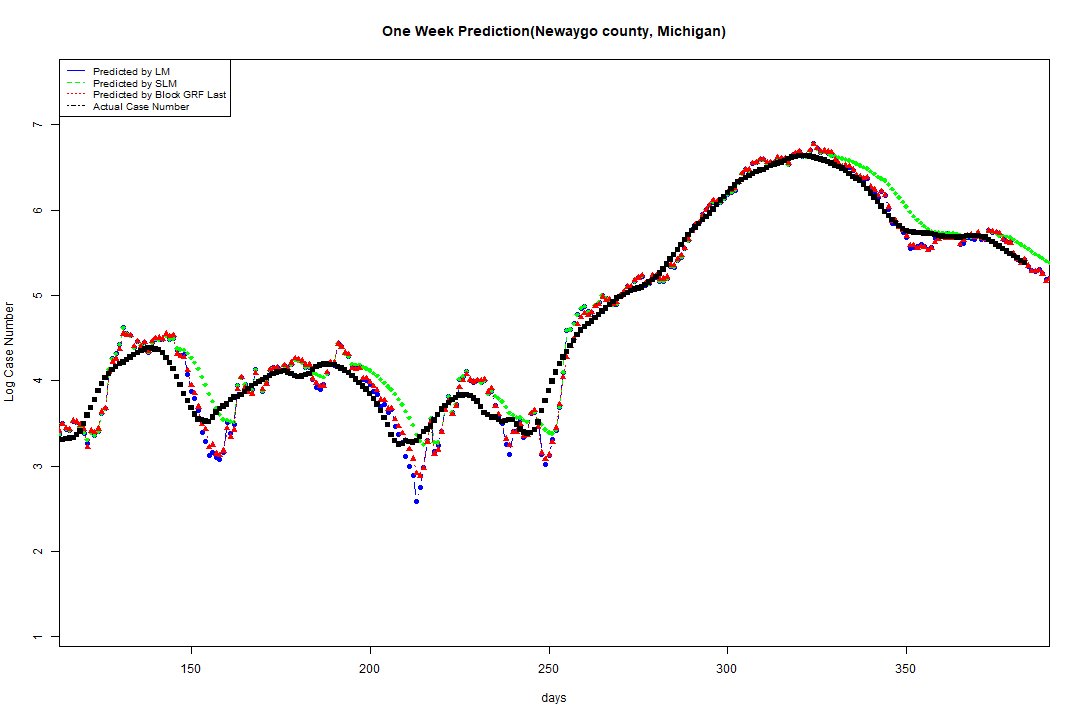 One Week Prediction(Newaygo county, Michigan)
Predicted by LM
Predicted by SLM
Predicted by Block GRF Last
Actual Case Number
Log Case Number
7
6
5
4
3
2
1
150 200 250 300 350
days